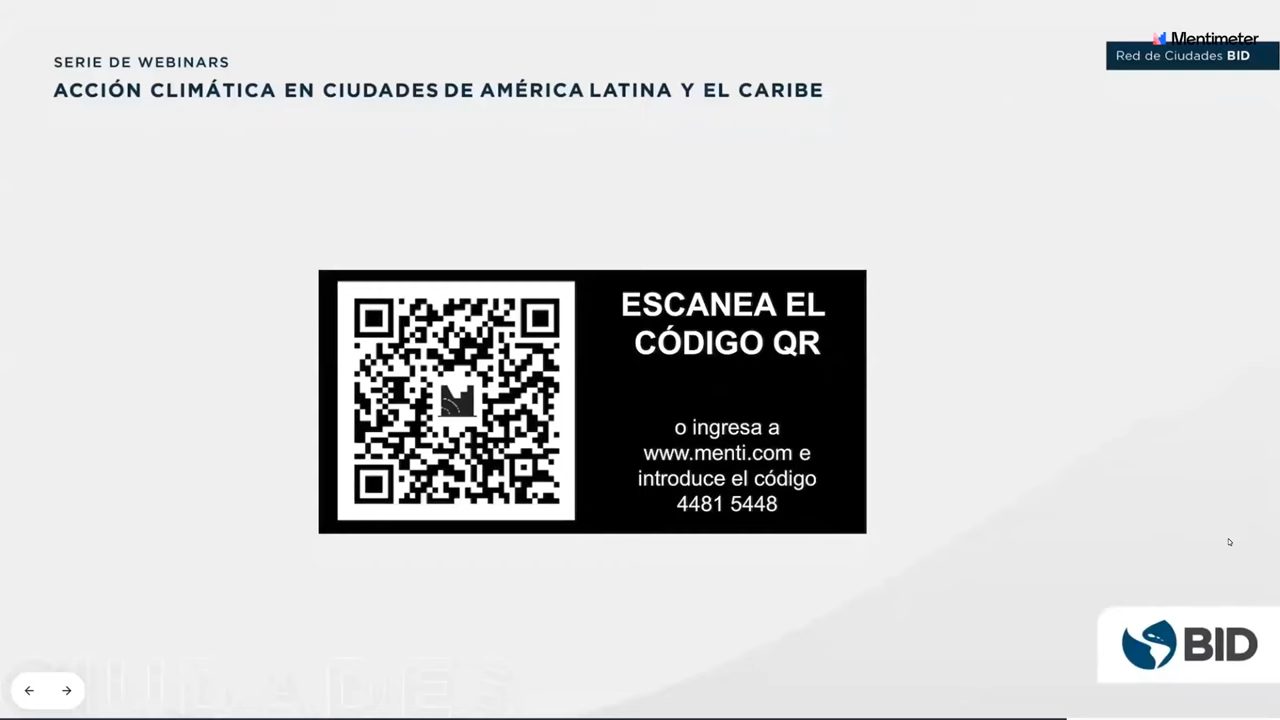 Mentimeter
SERIE DE WEBINARS
Red de Ciudades BID
ACCIÓN CLIMÁTICA EN CIUDADES DE AMÉRICA LATINA Y EL CARIBE
ESCANEA EL
CÓDIGO QR
o ingresa a
www.menti.com e
introduce el código
4481 5448
BID
CIUDADES